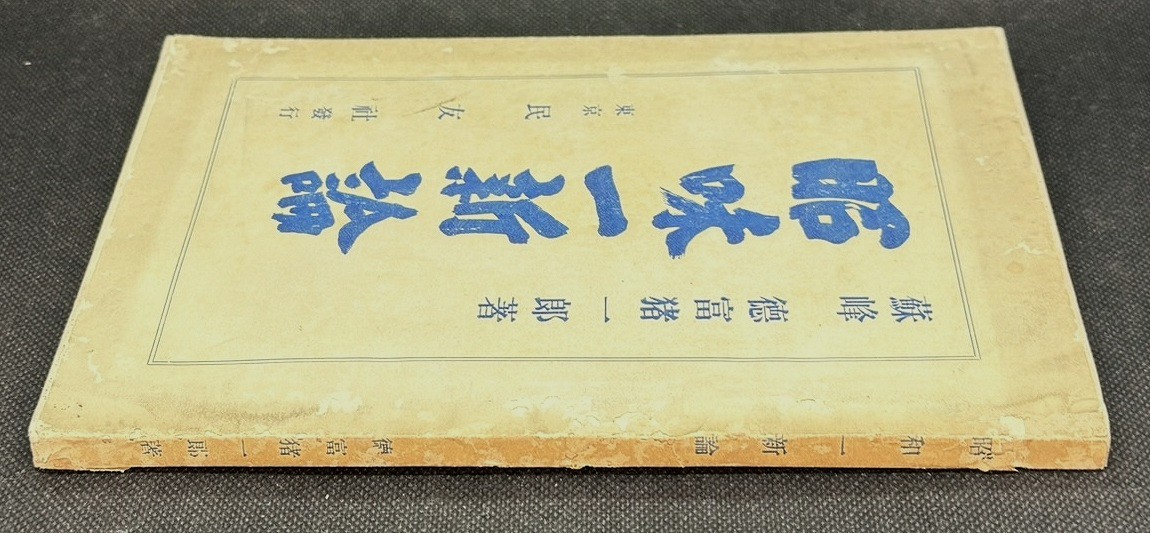 蘇峰 德富猪一郎著
昭咊一新論
東京民友社發行
昭和一新論 德富猪一郎著